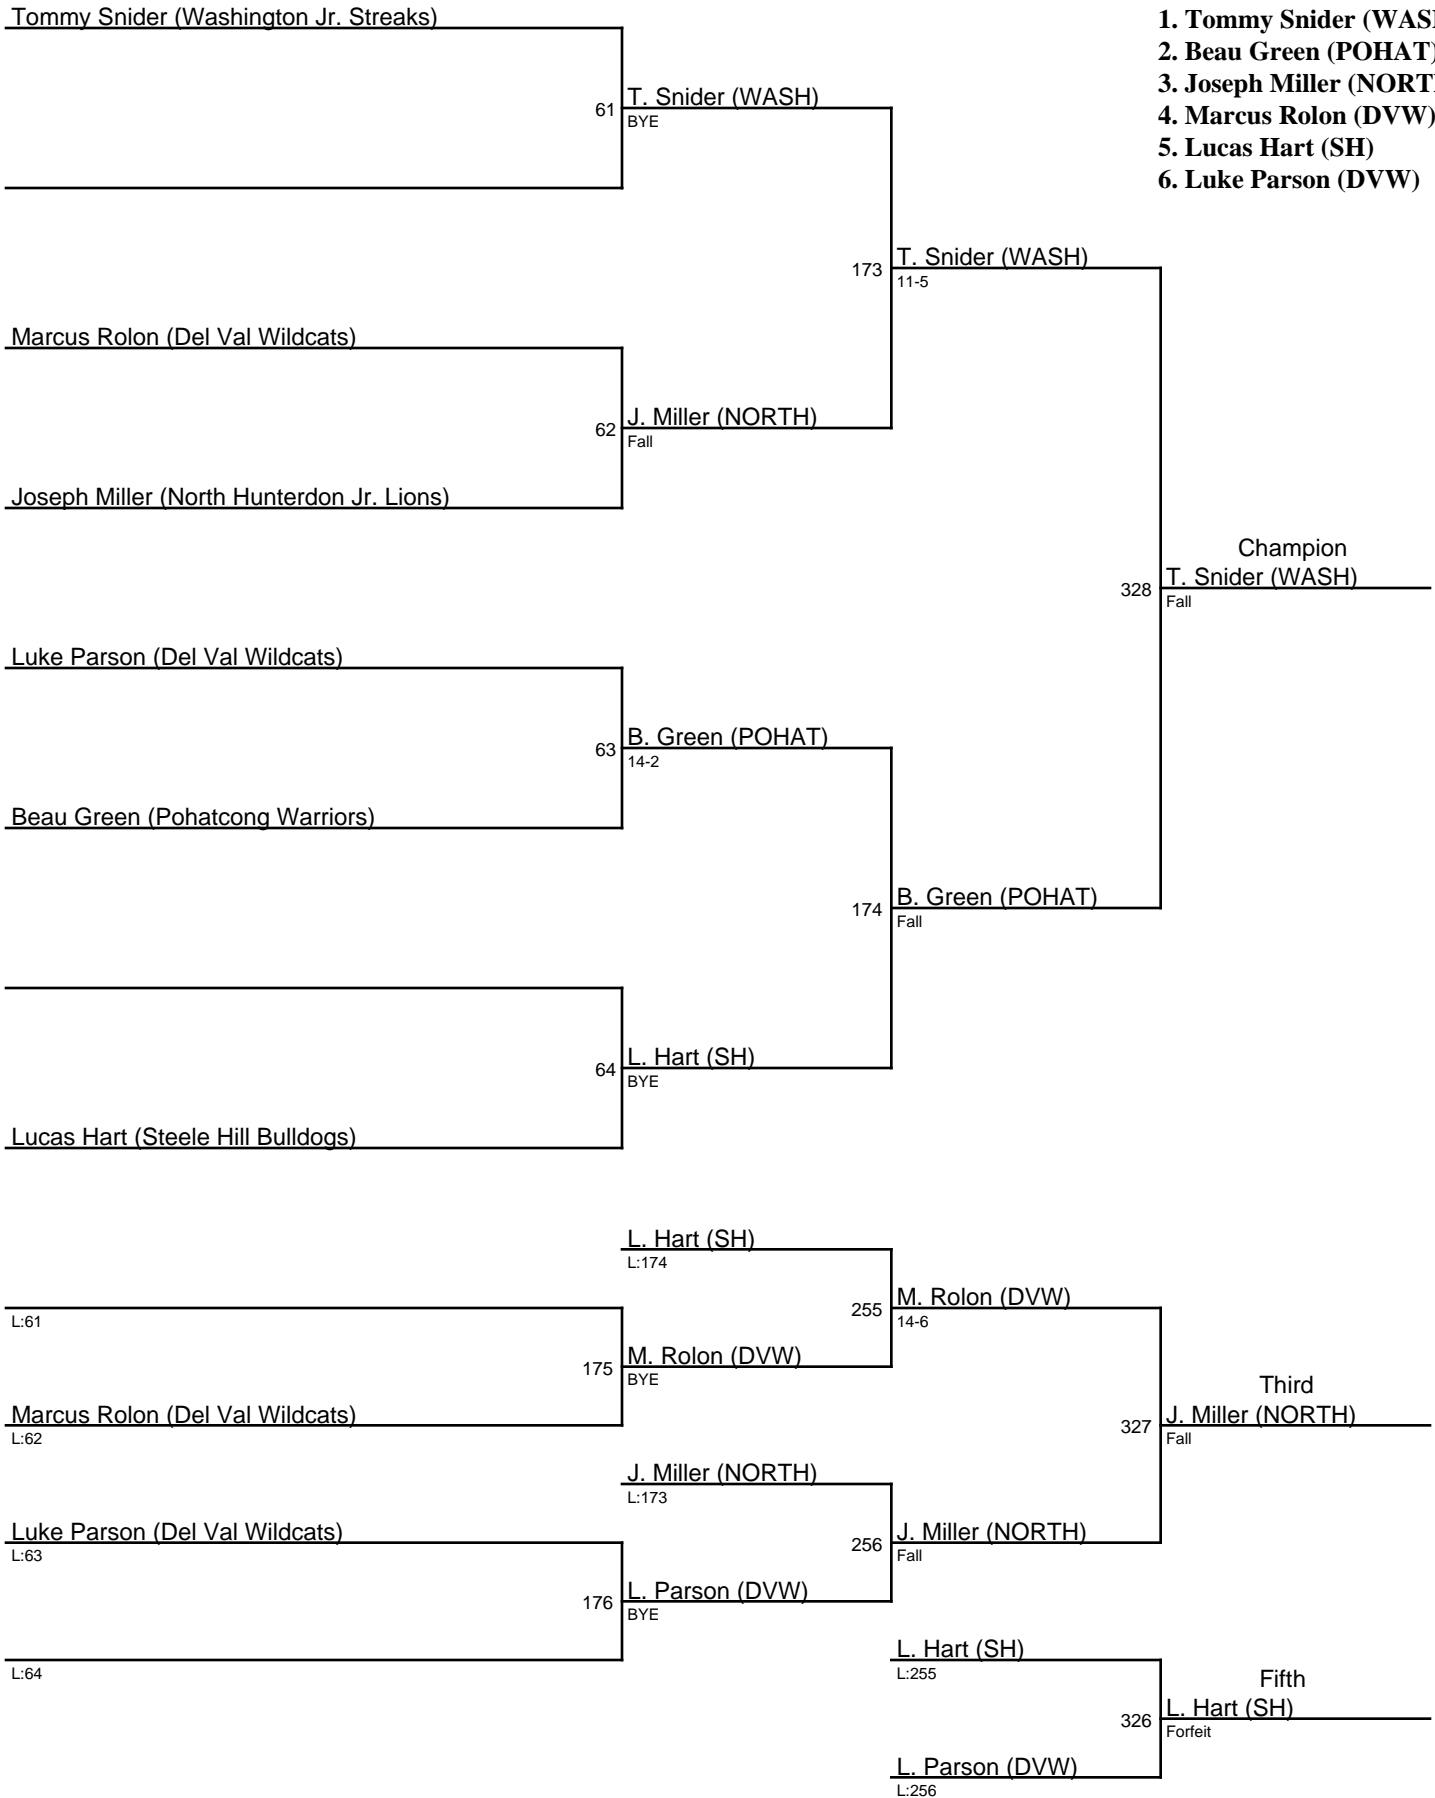 Tommy Snider (Washington Jr. Streaks)
1. Tommy Snider (WASH
2. Beau Green (POHAT)
3. Joseph Miller (NORTH
4. Marcus Rolon (DVW)
5. Lucas Hart (SH)
6. Luke Parson (DVW)
61
T. Snider (WASH)
BYE
173
T. Snider (WASH)
11-5
Marcus Rolon (Del Val Wildcats)
62
J. Miller (NORTH)
Fall
Joseph Miller (North Hunterdon Jr. Lions)
Champion
328
T. Snider (WASH)
Fall
Luke Parson (Del Val Wildcats)
63
B. Green (POHAT)
14-2
Beau Green (Pohatcong Warriors)
174
B. Green (POHAT)
Fall
64
L. Hart (SH)
BYE
Lucas Hart (Steele Hill Bulldogs)
L. Hart (SH)
L:174
L:61
255
M. Rolon (DVW)
14-6
175
M. Rolon (DVW)
BYE
Marcus Rolon (Del Val Wildcats)
L:62
Third
327
J. Miller (NORTH)
Fall
J. Miller (NORTH)
L:173
Luke Parson (Del Val Wildcats)
L:63
256
J. Miller (NORTH)
Fall
176
L. Parson (DVW)
BYE
L:64
L. Hart (SH)
L:255
Fifth
326
L. Hart (SH)
Forfeit
L. Parson (DVW)
L:256